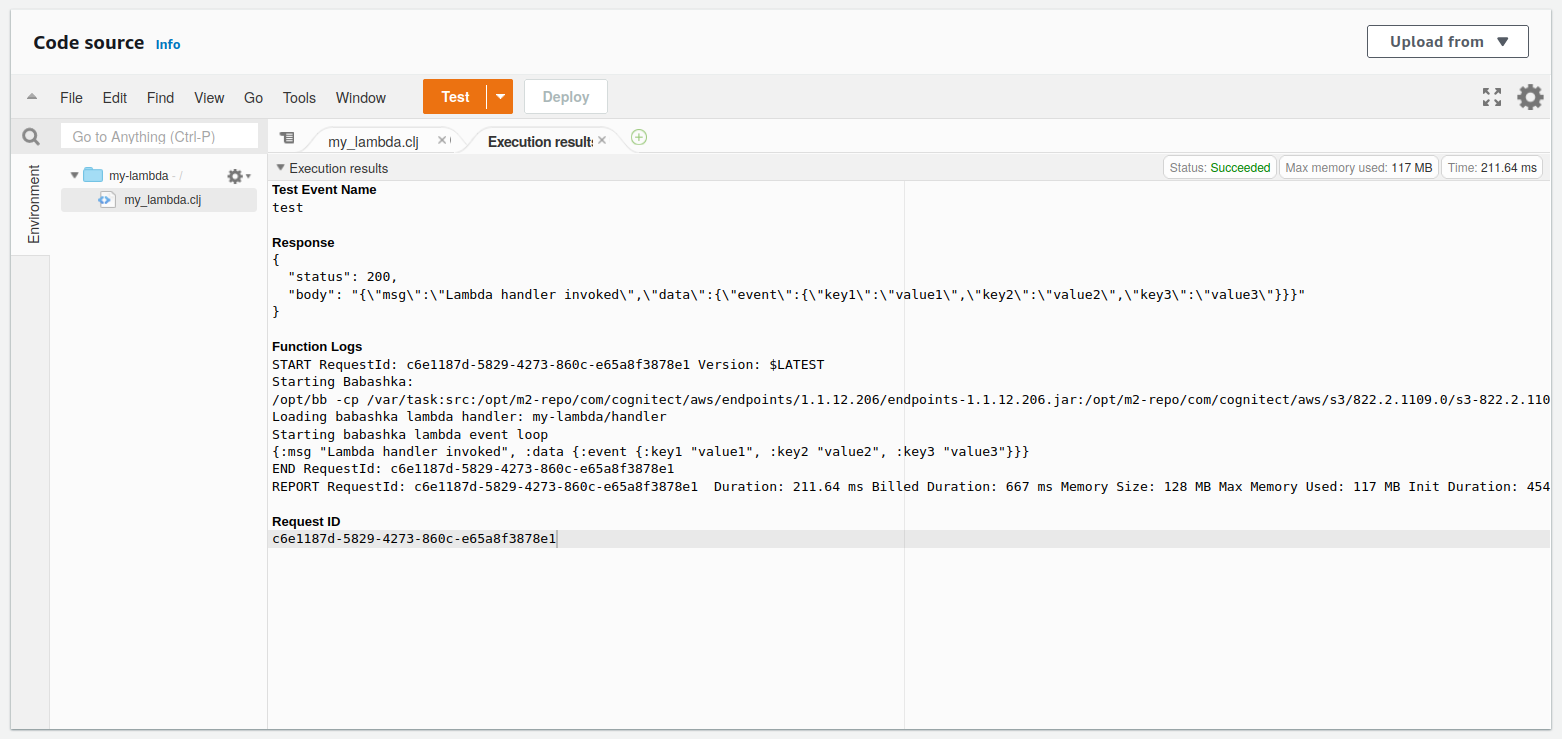 Code source Info
Upload from
File Edit Find View Go Tools Window Test Deploy
Go to Anything (Ctrl-P)
my_lambda.clj Execution results
Environment
my-lambda - /
my_lambda.clj
Execution results
Status: Succeeded Max memory used: 117 MB Time: 211.64 ms
Test Event Name
test
Response
{
"status": 200,
"body": "{\"msg\":\"Lambda handler invoked\",\"data\":{\"event\":{\"key1\":\"value1\",\"key2\":\"value2\",\"key3\":\"value3\"}}}"
}
Function Logs
START RequestId: c6e1187d-5829-4273-860c-e65a8f3878e1 Version: $LATEST
Starting Babashka:
/opt/bb -cp /var/task:src:/opt/m2-repo/com/cognitect/aws/endpoints/1.1.12.206/endpoints-1.1.12.206.jar:/opt/m2-repo/com/cognitect/aws/s3/822.2.1109.0/s3-822.2.110
Loading babashka lambda handler: my-lambda/handler
Starting babashka lambda event loop
{:msg "Lambda handler invoked", :data {:event {:key1 "value1", :key2 "value2", :key3 "value3"}}}
END RequestId: c6e1187d-5829-4273-860c-e65a8f3878e1
REPORT RequestId: c6e1187d-5829-4273-860c-e65a8f3878e1 Duration: 211.64 ms Billed Duration: 667 ms Memory Size: 128 MB Max Memory Used: 117 MB Init Duration: 454
Request ID
c6e1187d-5829-4273-860c-e65a8f3878e1